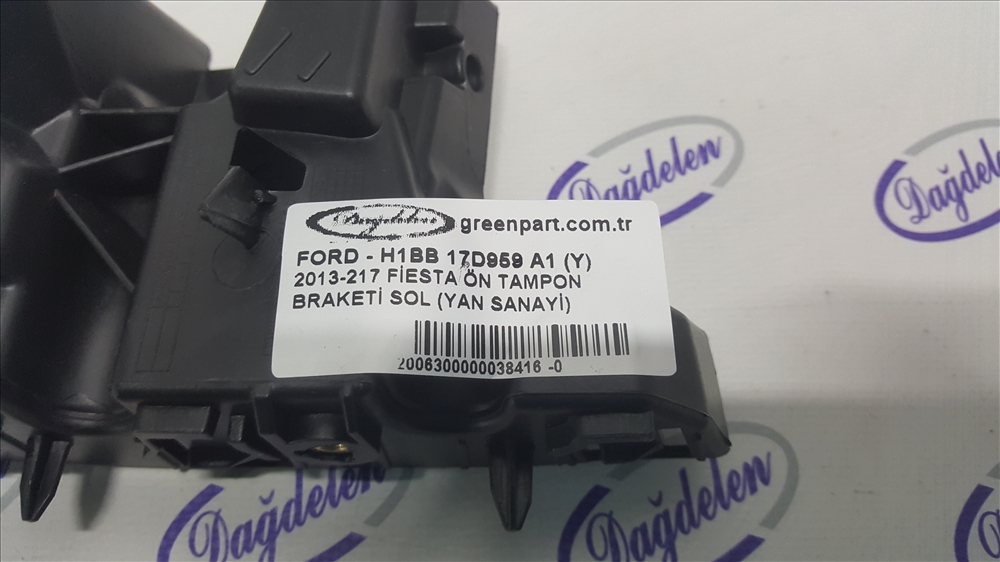 Dağdelen
Dağdelen
Dağdelen greenpart.com.tr
FORD - H1BB 17D959 A1 (Y)
2013-217 FİESTA ÖN TAMPON
BRAKETİ SOL (YAN SANAYİ)
2006300000038416 -0
Dağdelen
Dağdelen